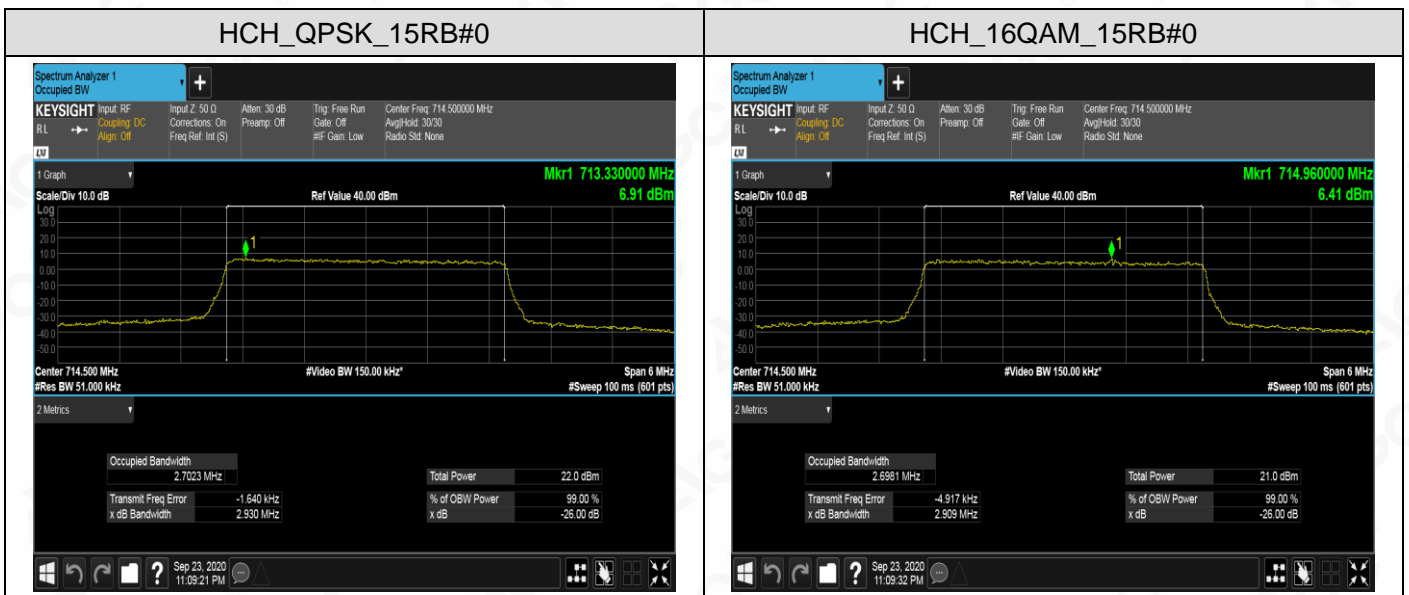 HCH_QPSK_15RB#0
HCH_16QAM_15RB#0
Spectrum Analyzer 1
Occupied BW
+
KEYSIGHT
RL
LXI
Input: RF
Coupling: DC
Align: Off
Input Z: 50 Ω
Corrections: On
Freq Ref: Int (S)
Atten: 30 dB
Preamp: Off
Trig: Free Run
Gate: Off
#IF Gain: Low
Center Freq: 714.500000 MHz
Avg|Hold: 30/30
Radio Std: None
1 Graph
Scale/Div 10.0 dB
Ref Value 40.00 dBm
Mkr1 713.330000 MHz
6.91 dBm
Log
30.0
20.0
10.0
0.00
-10.0
-20.0
-30.0
-40.0
-50.0
1
Center 714.500 MHz
#Video BW 150.00 kHz*
Span 6 MHz
#Res BW 51.000 kHz
#Sweep 100 ms (601 pts)
2 Metrics
Occupied Bandwidth
2.7023 MHz
Total Power 22.0 dBm
Transmit Freq Error -1.640 kHz
% of OBW Power 99.00 %
x dB Bandwidth 2.930 MHz
x dB -26.00 dB
?
Sep 23, 2020
11:09:21 PM
Spectrum Analyzer 1
Occupied BW
+
KEYSIGHT
RL
LXI
Input: RF
Coupling: DC
Align: Off
Input Z: 50 Ω
Corrections: On
Freq Ref: Int (S)
Atten: 30 dB
Preamp: Off
Trig: Free Run
Gate: Off
#IF Gain: Low
Center Freq: 714.500000 MHz
Avg|Hold: 30/30
Radio Std: None
1 Graph
Scale/Div 10.0 dB
Ref Value 40.00 dBm
Mkr1 714.960000 MHz
6.41 dBm
Log
30.0
20.0
10.0
0.00
-10.0
-20.0
-30.0
-40.0
-50.0
1
Center 714.500 MHz
#Video BW 150.00 kHz*
Span 6 MHz
#Res BW 51.000 kHz
#Sweep 100 ms (601 pts)
2 Metrics
Occupied Bandwidth
2.6981 MHz
Total Power 21.0 dBm
Transmit Freq Error -4.917 kHz
% of OBW Power 99.00 %
x dB Bandwidth 2.909 MHz
x dB -26.00 dB
?
Sep 23, 2020
11:09:32 PM